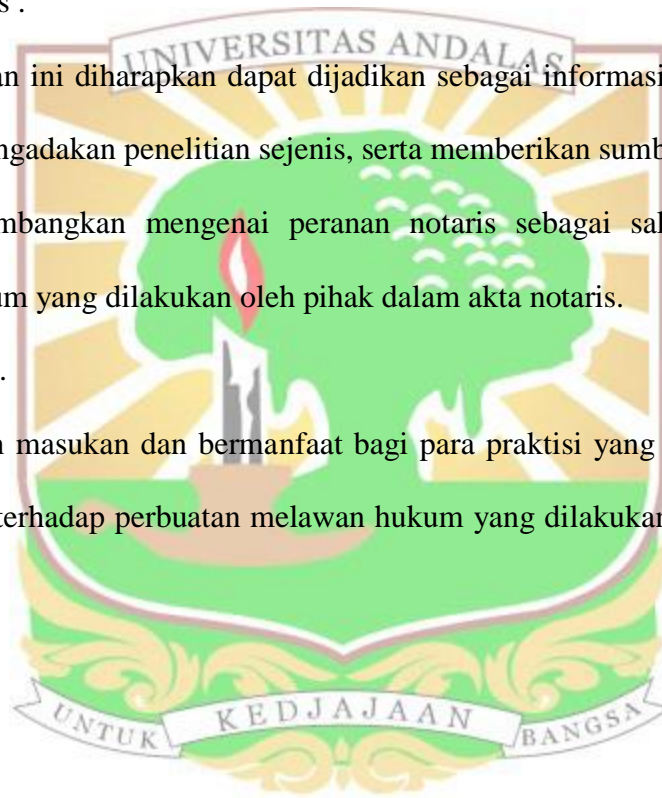 s .
UNIVERSITAS ANDALAS
an ini diharapkan dapat dijadikan sebagai informasi
ngadakan penelitian sejenis, serta memberikan sumb
mbangkan mengenai peranan notaris sebagai sal
um yang dilakukan oleh pihak dalam akta notaris.
.
n masukan dan bermanfaat bagi para praktisi yang
terhadap perbuatan melawan hukum yang dilakukan
UNTUK KEDJAJAAN BANGSA